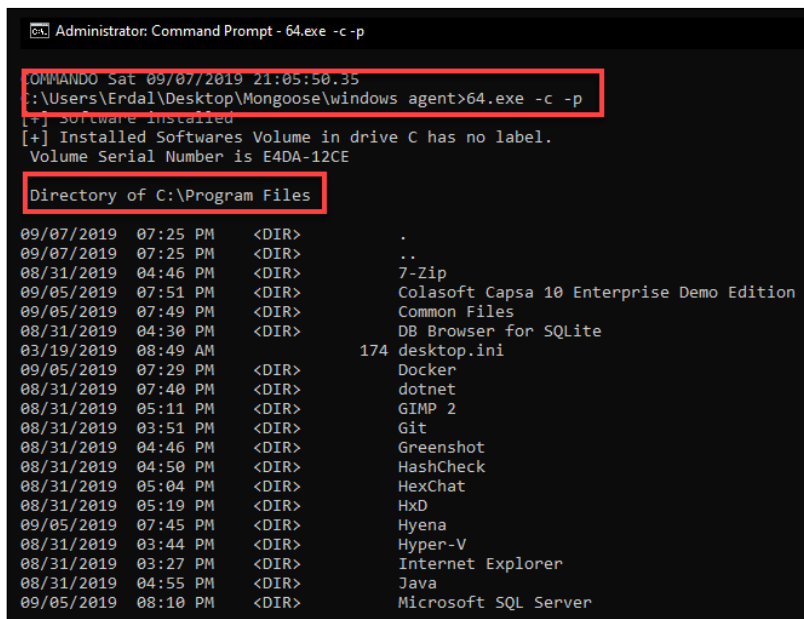 Administrator: Command Prompt - 64.exe -c -p
COMMANDO Sat 09/07/2019 21:05:50.35
C:\Users\Erdal\Desktop\Mongoose\windows agent>64.exe -c -p
[+] Software installed
[+] Installed Softwares Volume in drive C has no label.
Volume Serial Number is E4DA-12CE
Directory of C:\Program Files
09/07/2019 07:25 PM <DIR> .
09/07/2019 07:25 PM <DIR> ..
08/31/2019 04:46 PM <DIR> 7-Zip
09/05/2019 07:51 PM <DIR> Colasoft Capsa 10 Enterprise Demo Edition
09/05/2019 07:49 PM <DIR> Common Files
08/31/2019 04:30 PM <DIR> DB Browser for SQLite
03/19/2019 08:49 AM 174 desktop.ini
09/05/2019 07:29 PM <DIR> Docker
08/31/2019 07:40 PM <DIR> dotnet
08/31/2019 05:11 PM <DIR> GIMP 2
08/31/2019 03:51 PM <DIR> Git
08/31/2019 04:46 PM <DIR> Greenshot
08/31/2019 04:50 PM <DIR> HashCheck
08/31/2019 05:04 PM <DIR> HexChat
08/31/2019 05:19 PM <DIR> HxD
09/05/2019 07:45 PM <DIR> Hyena
08/31/2019 03:44 PM <DIR> Hyper-V
08/31/2019 03:27 PM <DIR> Internet Explorer
08/31/2019 04:55 PM <DIR> Java
09/05/2019 08:10 PM <DIR> Microsoft SQL Server